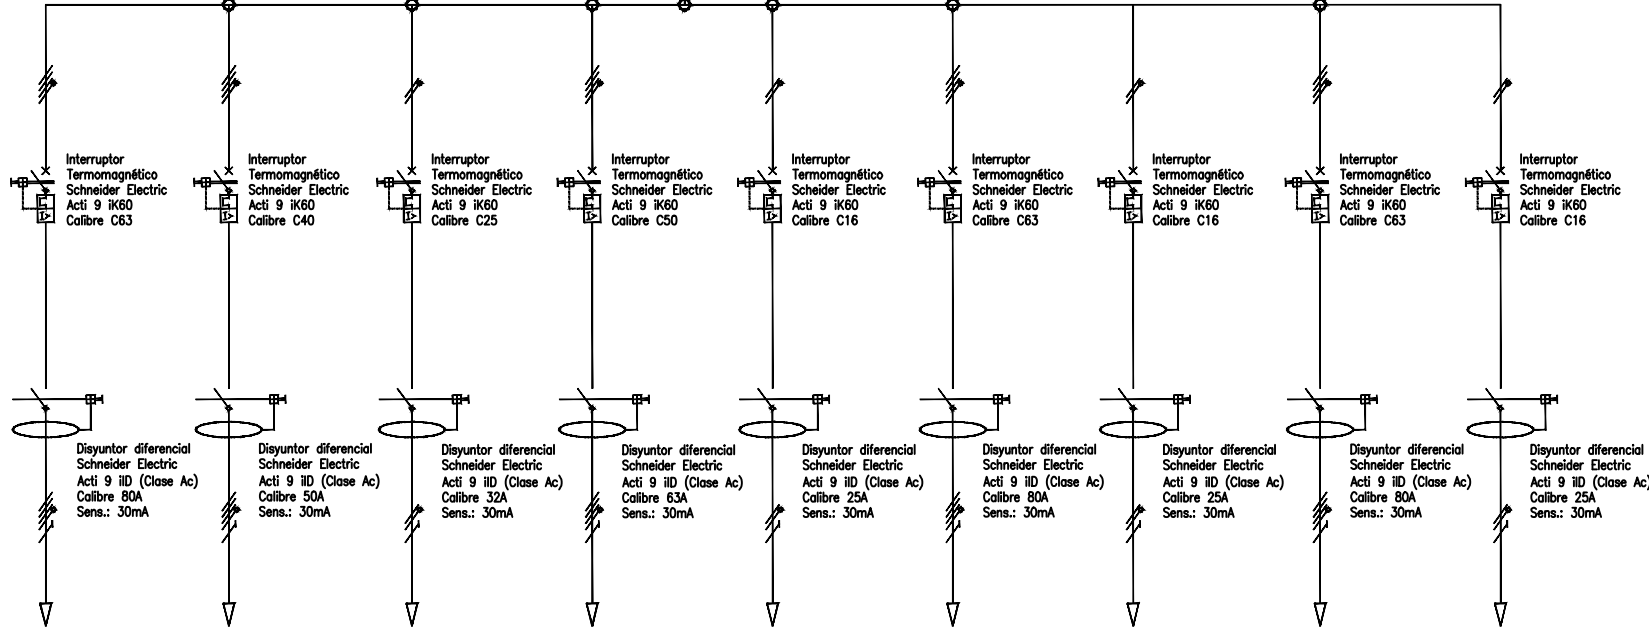 Interruptor
Termomagnético
Schneider Electric
Acti 9 iK60
Calibre C63
Interruptor
Termomagnético
Schneider Electric
Acti 9 iK60
Calibre C40
Interruptor
Termomagnético
Schneider Electric
Acti 9 iK60
Calibre C25
Interruptor
Termomagnético
Schneider Electric
Acti 9 iK60
Calibre C50
Interruptor
Termomagnético
Scheider Electric
Acti 9 iK60
Calibre C16
Interruptor
Termomagnético
Schneider Electric
Acti 9 iK60
Calibre C63
Interruptor
Termomagnético
Schneider Electric
Acti 9 iK60
Calibre C16
Interruptor
Termomagnético
Schneider Electric
Acti 9 iK60
Calibre C63
Interruptor
Termomagnético
Schneider Electric
Acti 9 iK60
Calibre C16
Disyuntor diferencial
Schneider Electric
Acti 9 iID (Clase Ac)
Calibre 80A
Sens.: 30mA
Disyuntor diferencial
Schneider Electric
Acti 9 iID (Clase Ac)
Calibre 50A
Sens.: 30mA
Disyuntor diferencial
Schneider Electric
Acti 9 iID (Clase Ac)
Calibre 32A
Sens.: 30mA
Disyuntor diferencial
Schneider Electric
Acti 9 iID (Clase Ac)
Calibre 63A
Sens.: 30mA
Disyuntor diferencial
Schneider Electric
Acti 9 iID (Clase Ac)
Calibre 25A
Sens.: 30mA
Disyuntor diferencial
Schneider Electric
Acti 9 iID (Clase Ac)
Calibre 80A
Sens.: 30mA
Disyuntor diferencial
Schneider Electric
Acti 9 iID (Clase Ac)
Calibre 25A
Sens.: 30mA
Disyuntor diferencial
Schneider Electric
Acti 9 iID (Clase Ac)
Calibre 80A
Sens.: 30mA
Disyuntor diferencial
Schneider Electric
Acti 9 iID (Clase Ac)
Calibre 25A
Sens.: 30mA